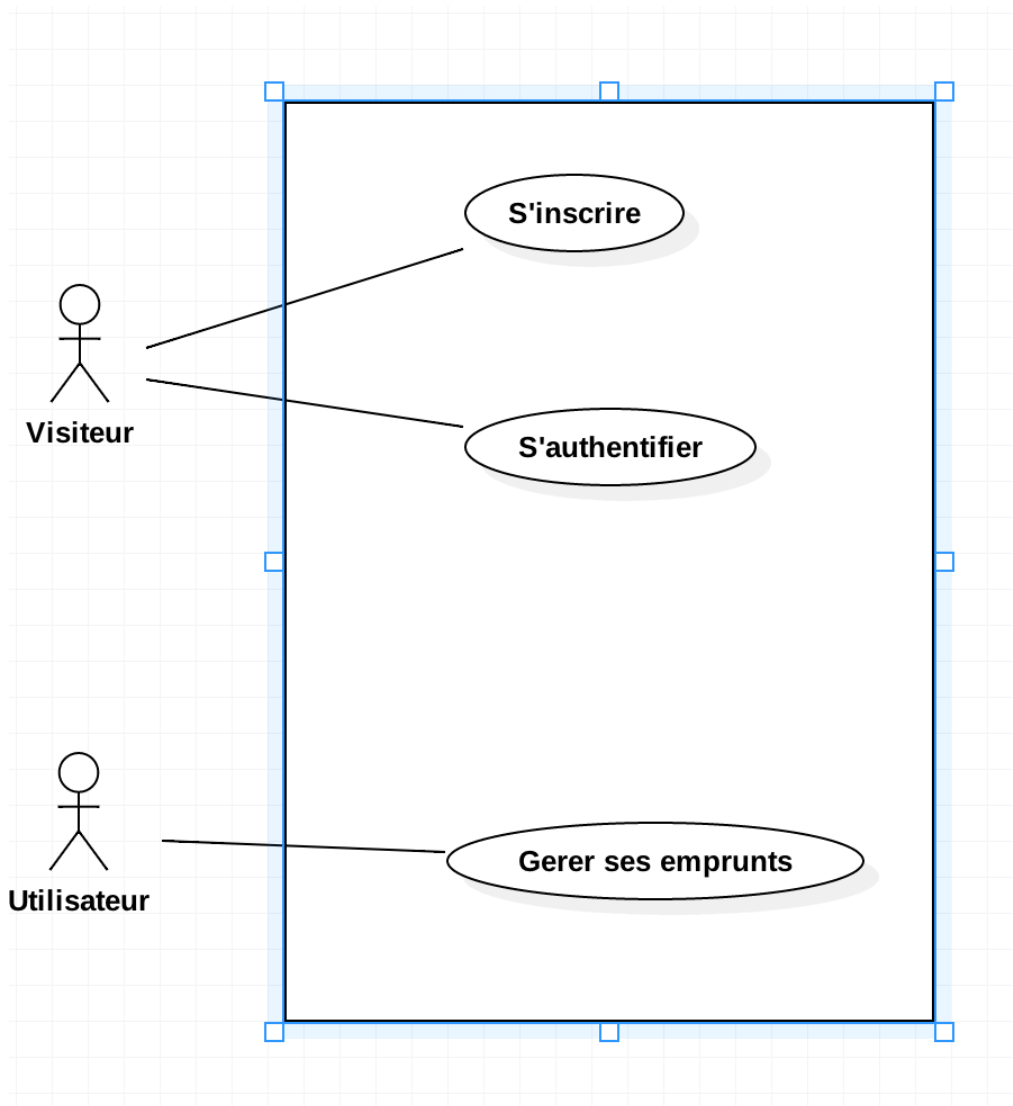 S'inscrire
Visiteur
S'authentifier
Gerer ses emprunts
Utilisateur